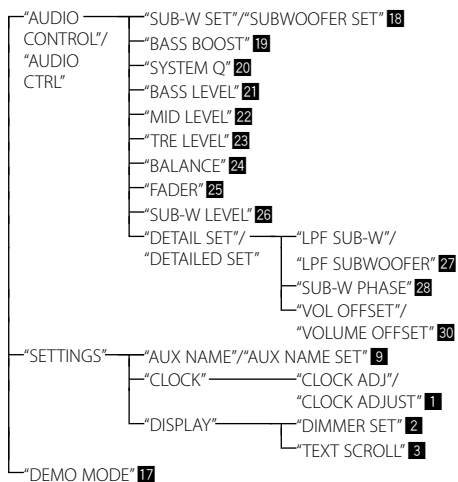 “AUDIO CONTROL”/ “AUDIO CTRL”
“SUB-W SET”/“SUBWOOFER SET” 18
“BASS BOOST” 19
“SYSTEM Q” 20
“BASS LEVEL” 21
“MID LEVEL” 22
“TRE LEVEL” 23
“BALANCE” 24
“FADER” 25
“SUB-W LEVEL” 26
“DETAIL SET”/
“DETAILED SET”
“LPF SUB-W”/
“LPF SUBWOOFER” 27
“SUB-W PHASE” 28
“VOL OFFSET”/
“VOLUME OFFSET” 30
“SETTINGS”
“AUX NAME”/“AUX NAME SET” 9
“CLOCK”
“CLOCK ADJ”/
“CLOCK ADJUST” 1
“DISPLAY”
“DIMMER SET” 2
“TEXT SCROLL” 3
“DEMO MODE” 17